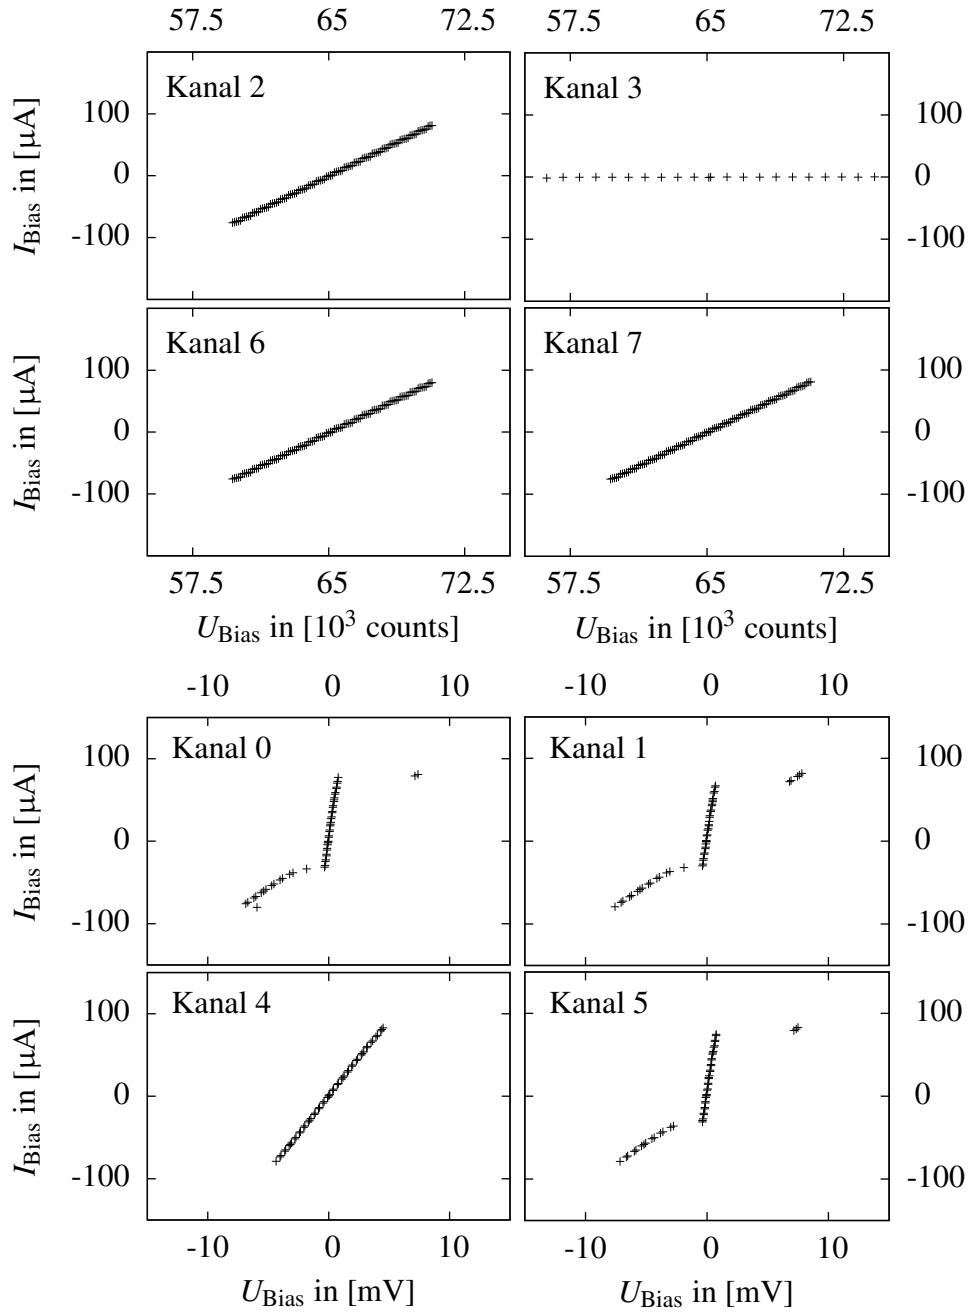 57.5 65 72.5 57.5 65 72.5
Kanal 2 Kanal 3
I_Bias in [µA] 100 0 -100 100 0 -100
Kanal 6 Kanal 7
I_Bias in [µA] 100 0 -100 100 0 -100
57.5 65 72.5 57.5 65 72.5
U_Bias in [10³ counts] U_Bias in [10³ counts]
-10 0 10 -10 0 10
Kanal 0 Kanal 1
I_Bias in [µA] 100 0 -100 100 0 -100
Kanal 4 Kanal 5
I_Bias in [µA] 100 0 -100 100 0 -100
-10 0 10 -10 0 10
U_Bias in [mV] U_Bias in [mV]